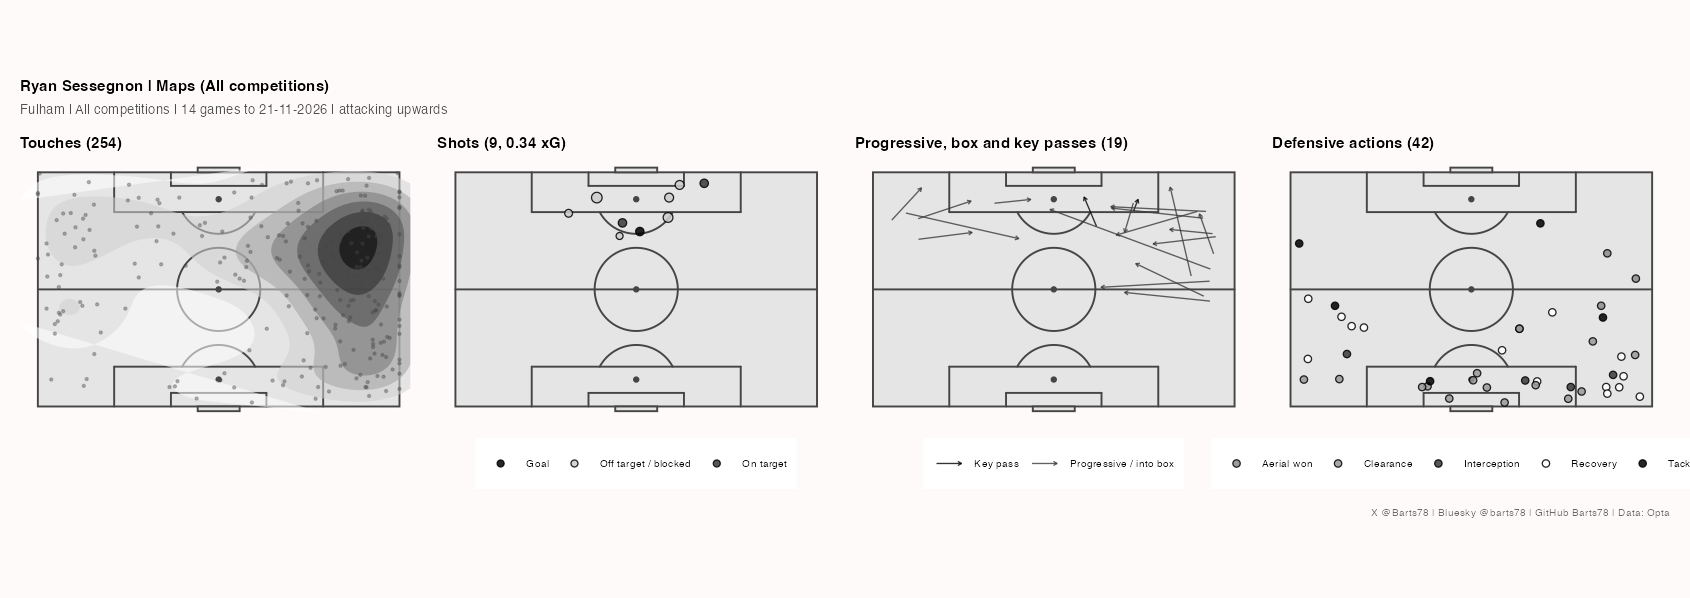 Ryan Sessegnon | Maps (All competitions)
Fulham | All competitions | 14 games to 21-11-2026 | attacking upwards
Touches (254)
Shots (9, 0.34 xG)
Progressive, box and key passes (19)
Defensive actions (42)
Goal
Off target / blocked
On target
Key pass
Progressive / into box
Aerial won
Clearance
Interception
Recovery
Tack
X @Barts78 | Bluesky @barts78 | GitHub Barts78 | Data: Opta